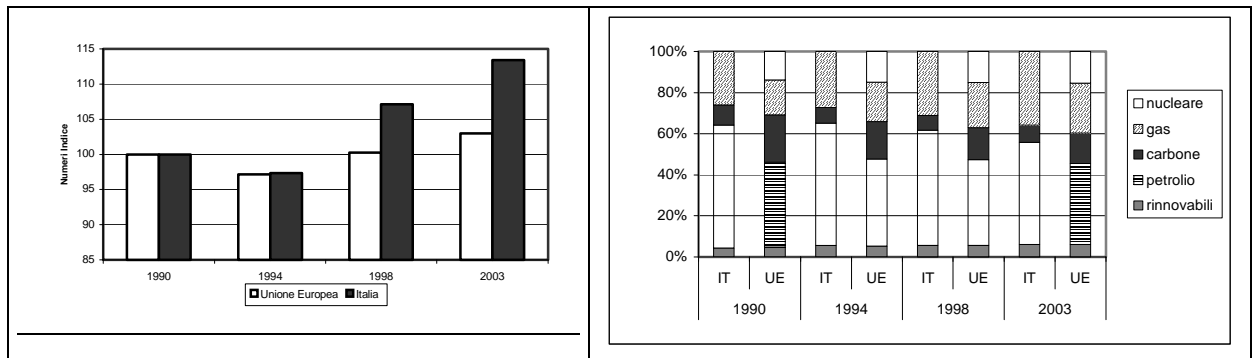 115
110
105
100
95
90
85
Numeri Indice
1990 1994 1998 2003
Unione Europea Italia
100%
80%
60%
40%
20%
0%
IT UE IT UE IT UE IT UE
1990 1994 1998 2003
nucleare
gas
carbone
petrolio
rinnovabili